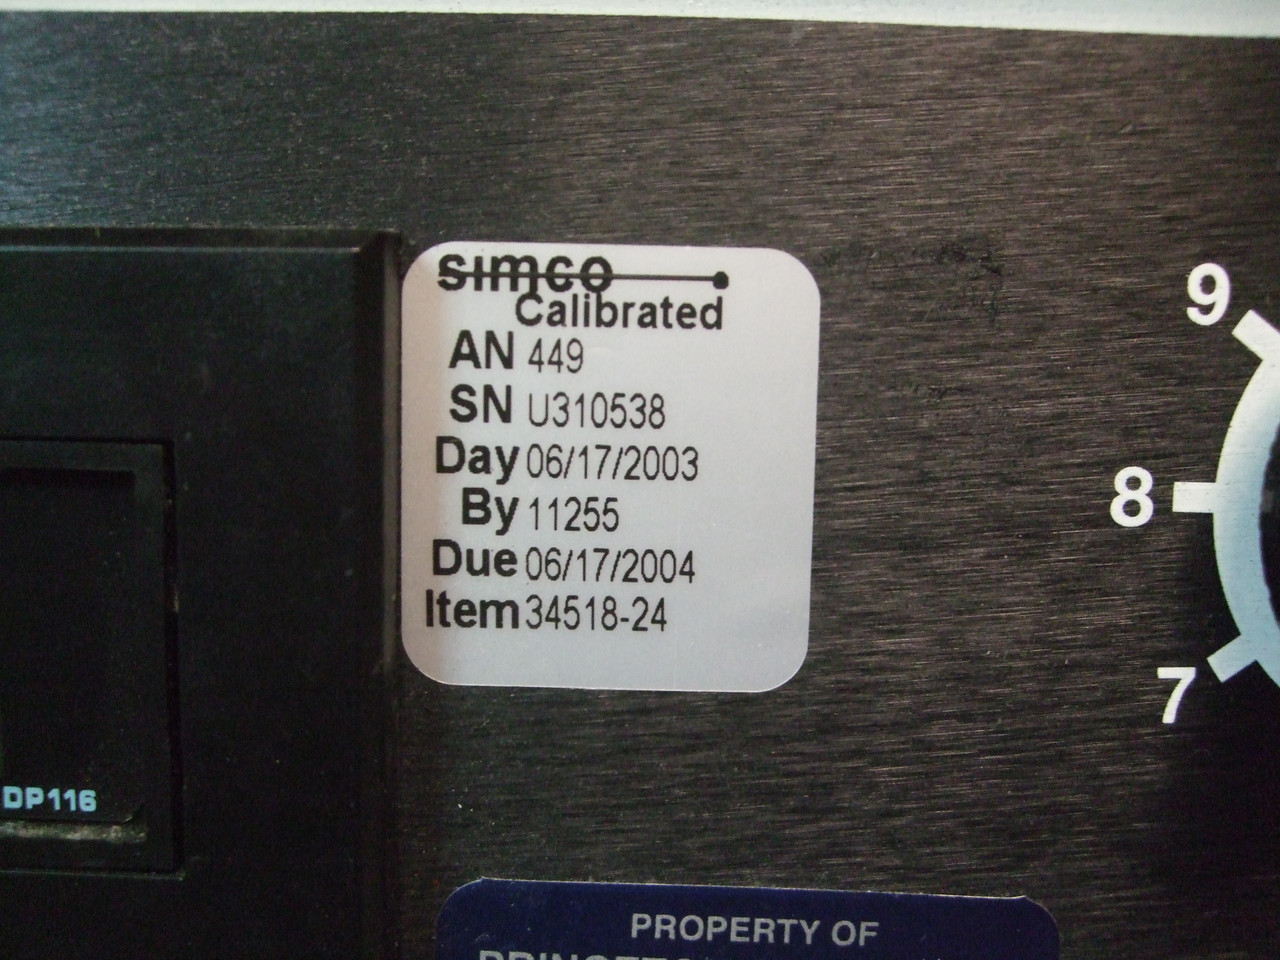 simco
Calibrated
AN 449
SN U310538
Day 06/17/2003
By 11255
Due 06/17/2004
Item 34518-24
9
8
7
DP116
PROPERTY OF